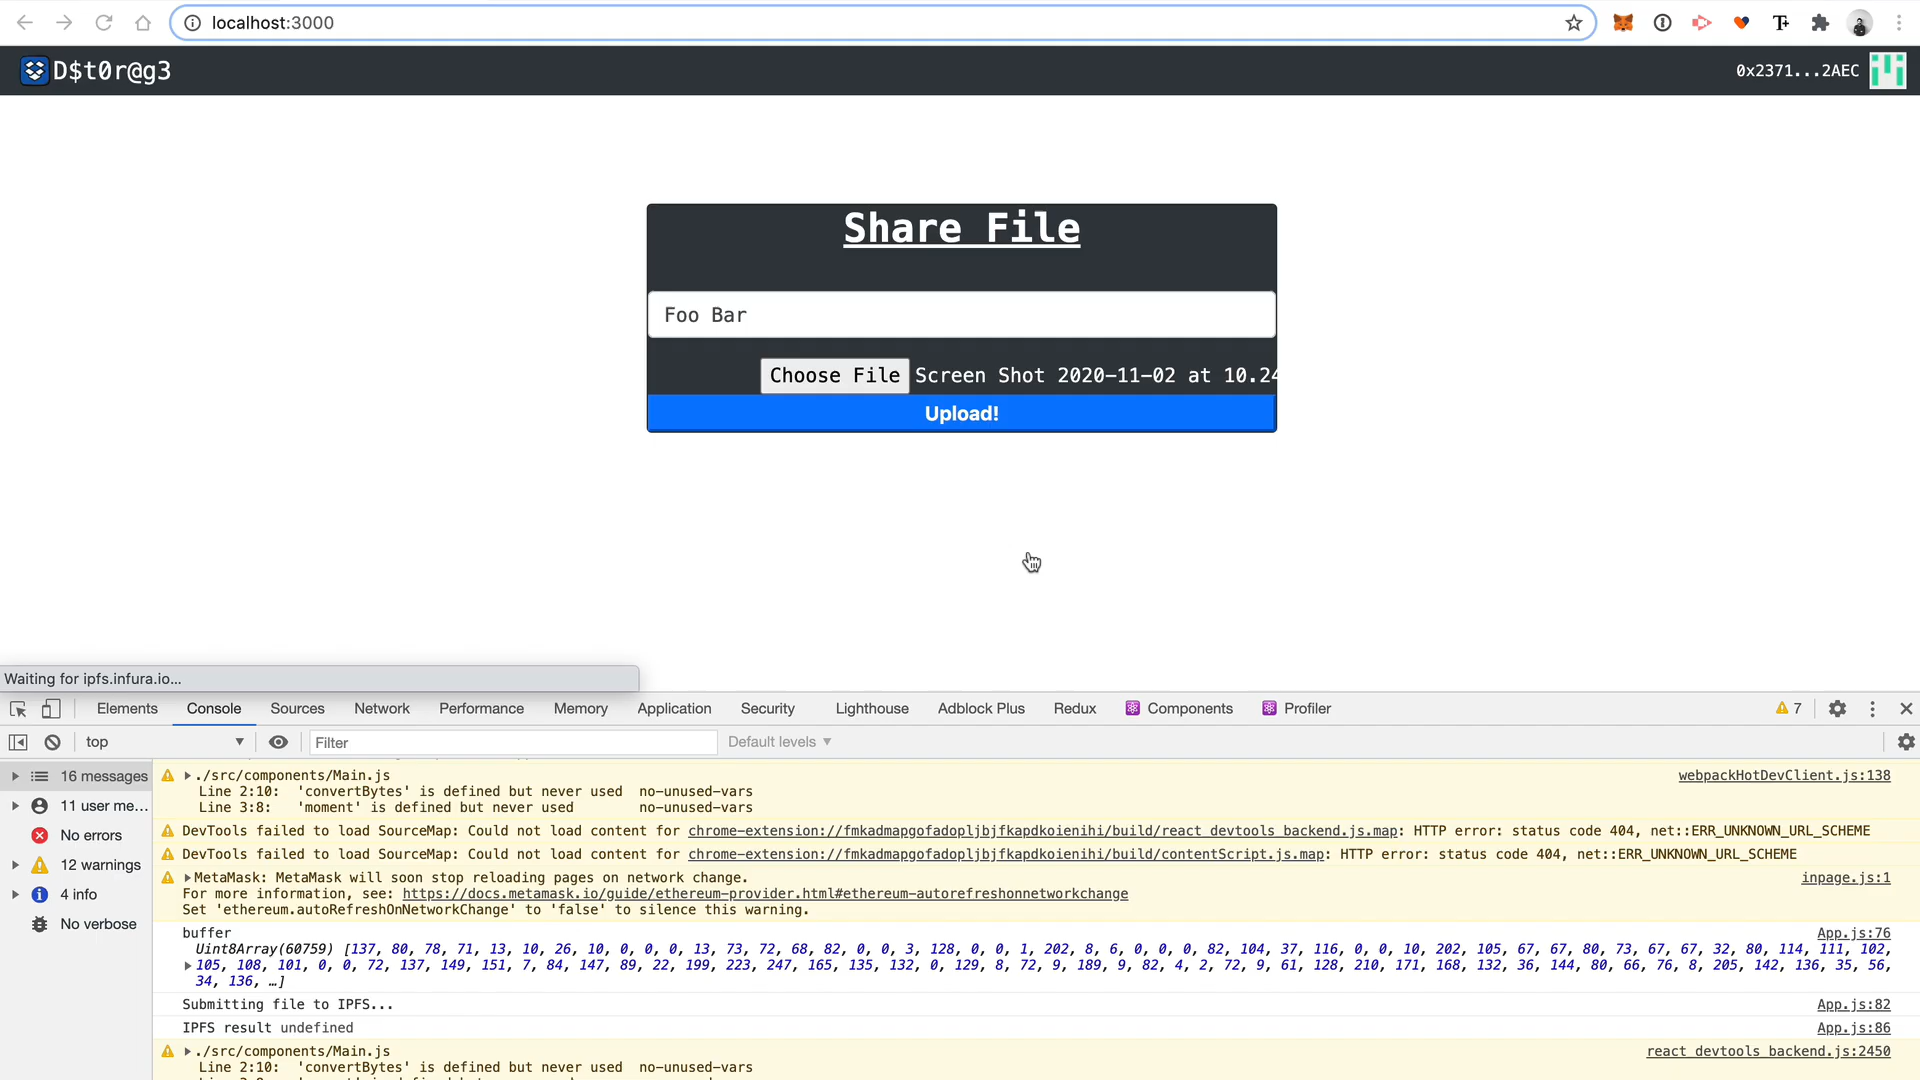 localhost:3000
D$t0r@g3
0x2371...2AEC
Share File
Foo Bar
Choose File Screen Shot 2020-11-02 at 10.24
Upload!
Waiting for ipfs.infura.io...
Elements Console Sources Network Performance Memory Application Security Lighthouse Adblock Plus Redux Components Profiler 7
top Filter Default levels
16 messages
11 user me...
No errors
12 warnings
4 info
No verbose
./src/components/Main.js webpackHotDevClient.js:138
Line 2:10: 'convertBytes' is defined but never used no-unused-vars
Line 3:8: 'moment' is defined but never used no-unused-vars
DevTools failed to load SourceMap: Could not load content for chrome-extension://fmkadmapgofadopljbjfkapdkoienihi/build/react_devtools_backend.js.map: HTTP error: status code 404, net::ERR_UNKNOWN_URL_SCHEME
DevTools failed to load SourceMap: Could not load content for chrome-extension://fmkadmapgofadopljbjfkapdkoienihi/build/contentScript.js.map: HTTP error: status code 404, net::ERR_UNKNOWN_URL_SCHEME
MetaMask: MetaMask will soon stop reloading pages on network change. inpage.js:1
For more information, see: https://docs.metamask.io/guide/ethereum-provider.html#ethereum-autorefreshonnetworkchange
Set 'ethereum.autoRefreshOnNetworkChange' to 'false' to silence this warning.
buffer App.js:76
Uint8Array(60759) [137, 80, 78, 71, 13, 10, 26, 10, 0, 0, 0, 13, 73, 72, 68, 82, 0, 0, 3, 128, 0, 0, 1, 202, 8, 6, 0, 0, 0, 82, 104, 37, 116, 0, 0, 10, 202, 105, 67, 67, 80, 73, 67, 67, 32, 80, 114, 111, 102,
105, 108, 101, 0, 0, 72, 137, 149, 151, 7, 84, 147, 89, 22, 199, 223, 247, 165, 135, 132, 0, 129, 8, 72, 9, 189, 9, 82, 4, 2, 72, 9, 61, 128, 210, 171, 168, 132, 36, 144, 80, 66, 76, 8, 205, 142, 136, 35, 56,
34, 136, …]
Submitting file to IPFS... App.js:82
IPFS result undefined App.js:86
./src/components/Main.js react_devtools_backend.js:2450
Line 2:10: 'convertBytes' is defined but never used no-unused-vars